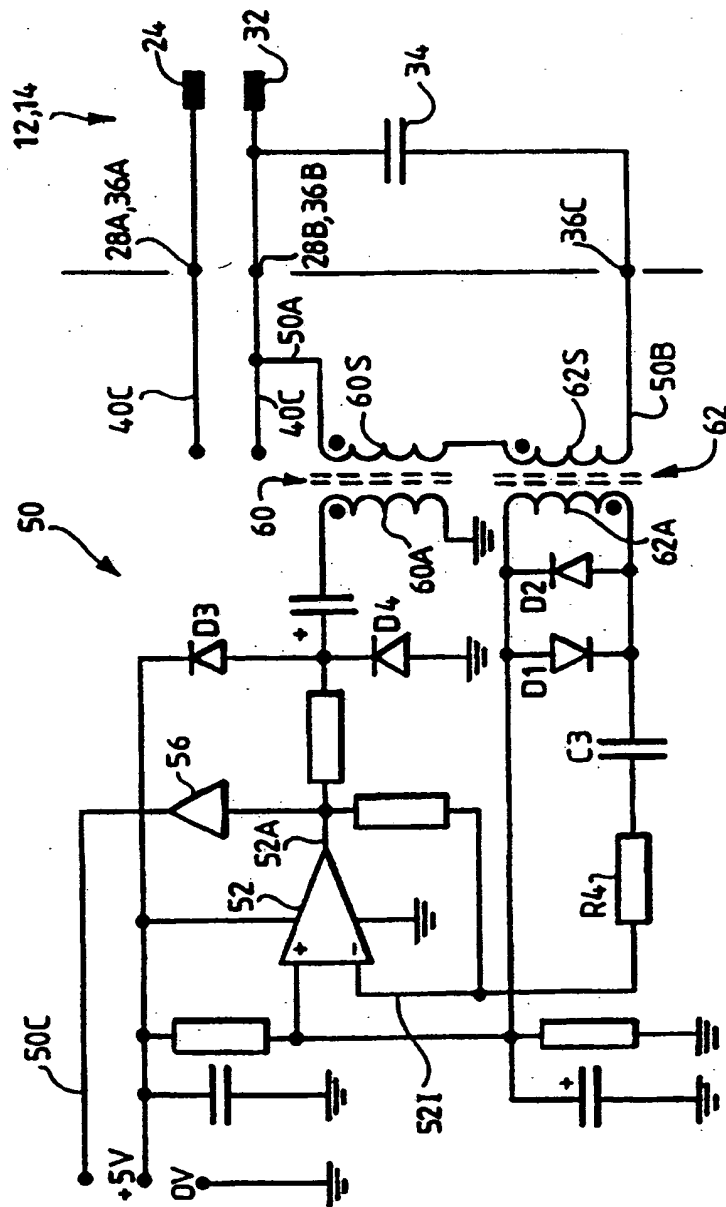 12,14
24
32
34
28A,36A
28B,36B
36C
40C
40C
50A
50B
60S
62S
60
62
60A
62A
50
D3
D4
D2
D1
C3
R4
56
52A
52
+
-
+
+
52I
50C
+5V
0V